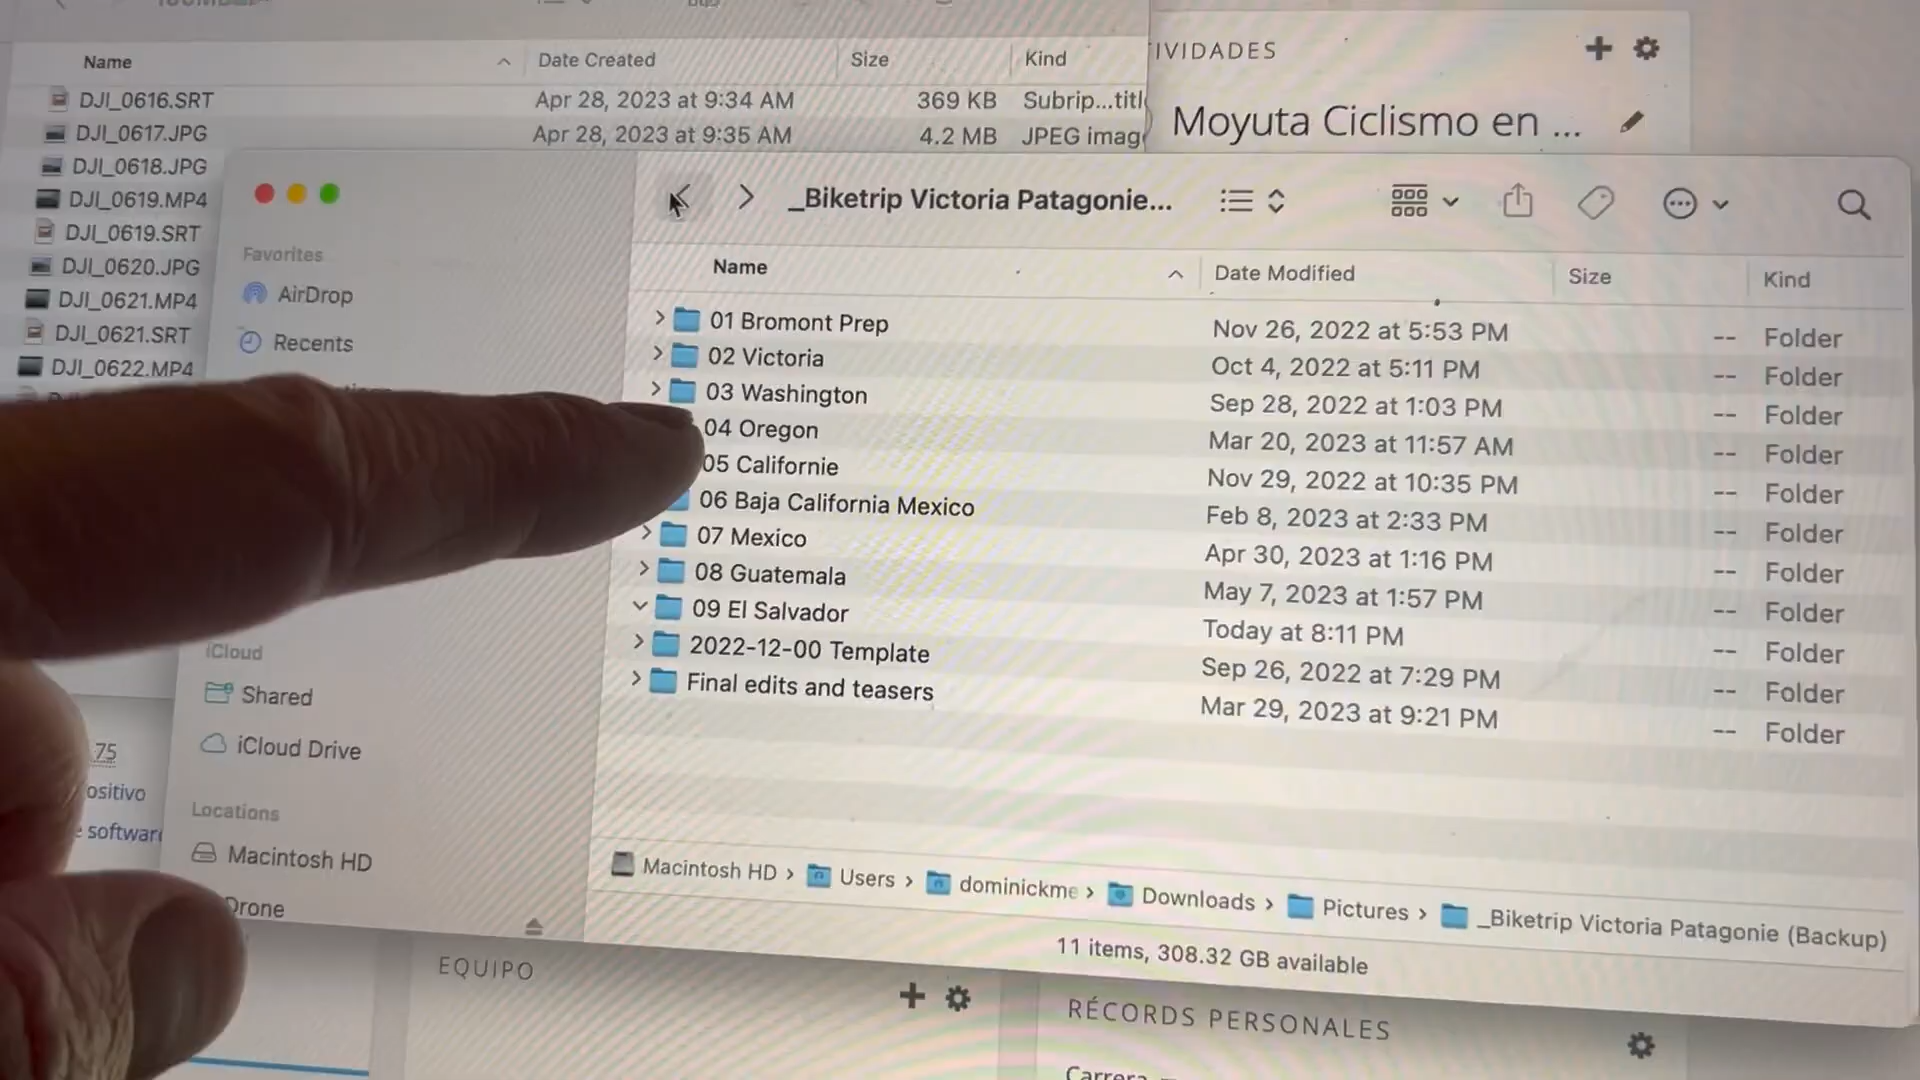 Name Date Created Size Kind
DJI_0616.SRT Apr 28, 2023 at 9:34 AM 369 KB Subrip...titl
DJI_0617.JPG Apr 28, 2023 at 9:35 AM 4.2 MB JPEG imag
DJI_0618.JPG
DJI_0619.MP4
DJI_0619.SRT
DJI_0620.JPG
DJI_0621.MP4
DJI_0621.SRT
DJI_0622.MP4
IVIDADES
Moyuta Ciclismo en ...
_Biketrip Victoria Patagonie...
Favorites
AirDrop
Recents
iCloud
Shared
iCloud Drive
Locations
Macintosh HD
Drone
Name Date Modified Size Kind
01 Bromont Prep Nov 26, 2022 at 5:53 PM -- Folder
02 Victoria Oct 4, 2022 at 5:11 PM -- Folder
03 Washington Sep 28, 2022 at 1:03 PM -- Folder
04 Oregon Mar 20, 2023 at 11:57 AM -- Folder
05 Californie Nov 29, 2022 at 10:35 PM -- Folder
06 Baja California Mexico Feb 8, 2023 at 2:33 PM -- Folder
07 Mexico Apr 30, 2023 at 1:16 PM -- Folder
08 Guatemala May 7, 2023 at 1:57 PM -- Folder
09 El Salvador Today at 8:11 PM -- Folder
2022-12-00 Template Sep 26, 2022 at 7:29 PM -- Folder
Final edits and teasers Mar 29, 2023 at 9:21 PM -- Folder
Macintosh HD › Users › dominickme › Downloads › Pictures › _Biketrip Victoria Patagonie (Backup)
11 items, 308.32 GB available
75
ositivo
e software
EQUIPO
RÉCORDS PERSONALES
Carrera